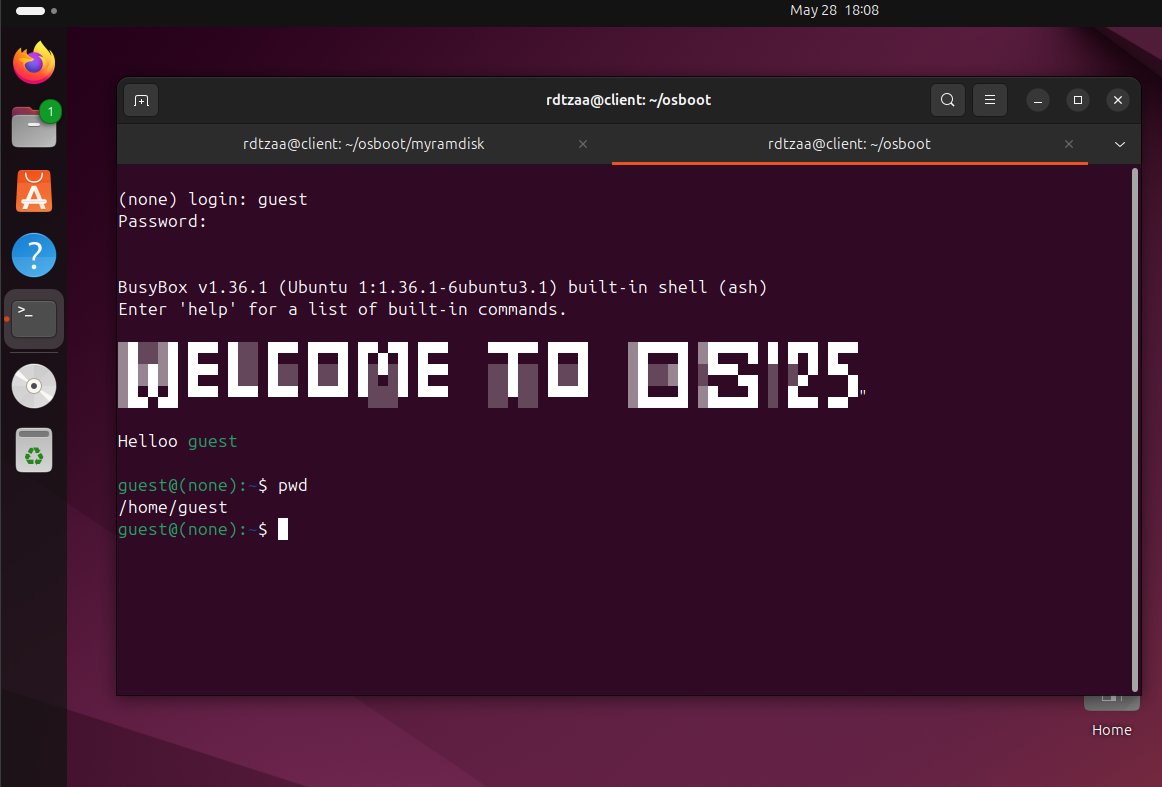 May 28 18:08
1
rdtzaa@client: ~/osboot
rdtzaa@client: ~/osboot/myramdisk
rdtzaa@client: ~/osboot
(none) login: guest
Password:
BusyBox v1.36.1 (Ubuntu 1:1.36.1-6ubuntu3.1) built-in shell (ash)
Enter 'help' for a list of built-in commands.
WELCOME TO OS'25"
Helloo guest
guest@(none):~$ pwd
/home/guest
guest@(none):~$
Home